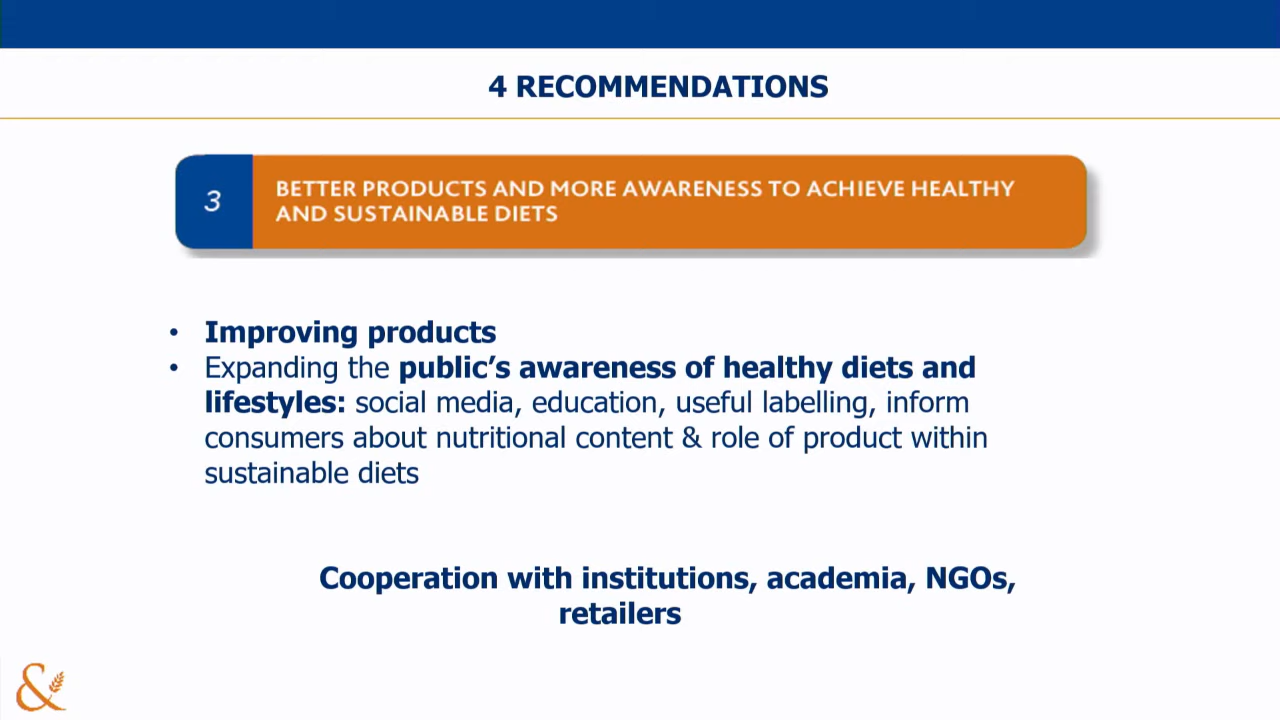 4 RECOMMENDATIONS
3
BETTER PRODUCTS AND MORE AWARENESS TO ACHIEVE HEALTHY
AND SUSTAINABLE DIETS
• Improving products
• Expanding the public’s awareness of healthy diets and
lifestyles: social media, education, useful labelling, inform
consumers about nutritional content & role of product within
sustainable diets
Cooperation with institutions, academia, NGOs,
retailers
&